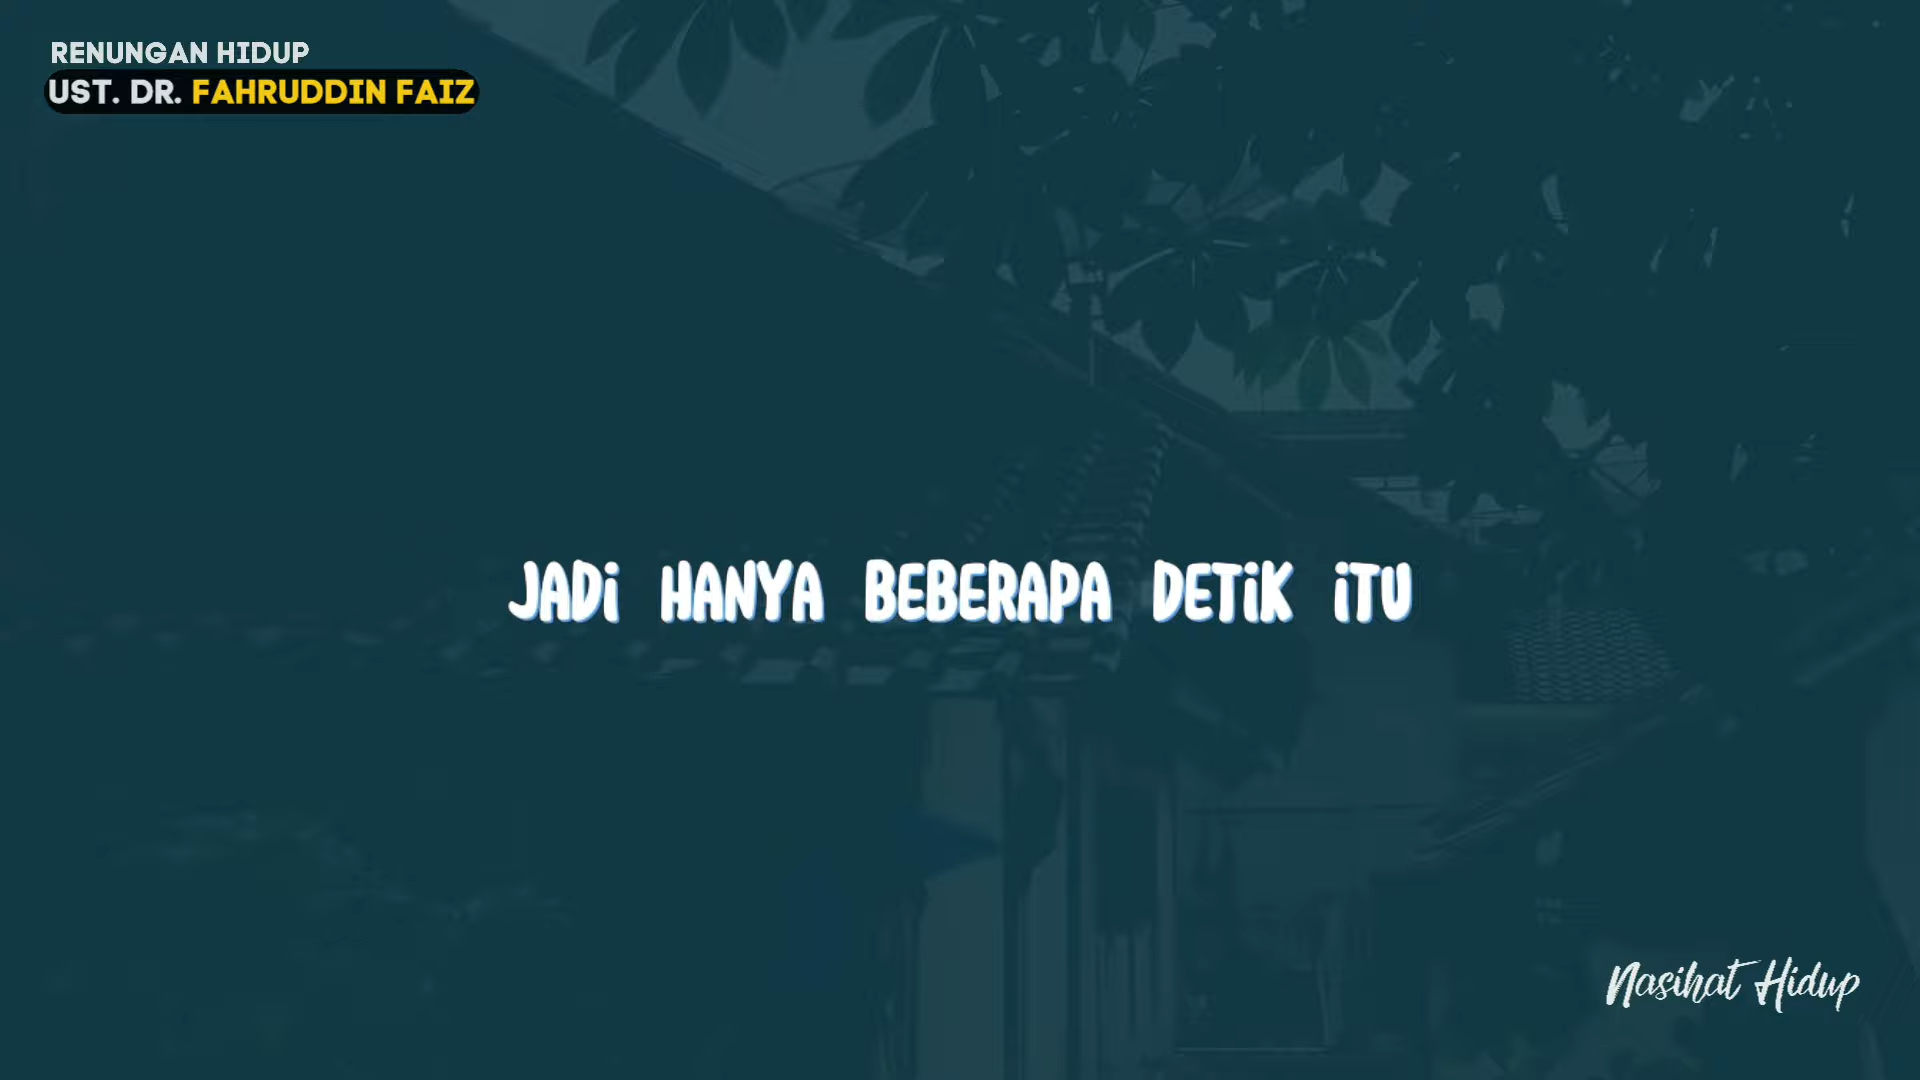 RENUNGAN HIDUP
UST. DR. FAHRUDDIN FAIZ
JADi HANYA BEBERAPA DETiK iTU
Nasihat Hidup